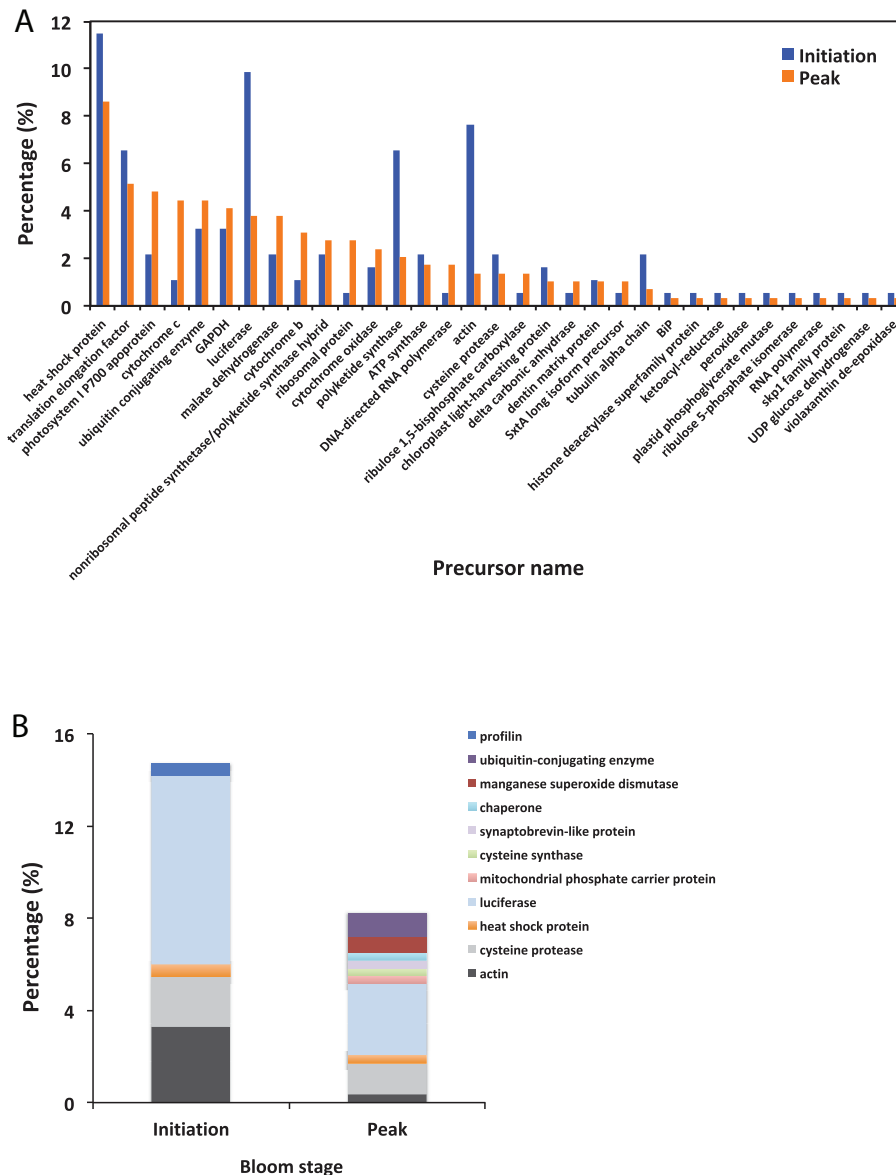 A
12
10
8
6
4
2
0
Percentage (%)
Initiation
Peak
heat shock protein
translation elongation factor
photosystem I P700 apoprotein
cytochrome c
ubiquitin conjugating enzyme
GAPDH
luciferase
malate dehydrogenase
cytochrome b
nonribosomal peptide synthetase/polyketide synthase hybrid
ribosomal protein
cytochrome oxidase
polyketide synthase
ATP synthase
DNA-directed RNA polymerase
actin
cysteine protease
ribulose 1,5-bisphosphate carboxylase
chloroplast light-harvesting protein
delta carbonic anhydrase
dentin matrix protein
SxtA long isoform precursor
tubulin alpha chain
BiP
histone deacetylase superfamily protein
ketoacyl-reductase
peroxidase
plastid phosphoglycerate mutase
ribulose 5-phosphate isomerase
RNA polymerase
skp1 family protein
UDP glucose dehydrogenase
violaxanthin de-epoxidase
Precursor name
B
16
12
8
4
0
Percentage (%)
profilin
ubiquitin-conjugating enzyme
manganese superoxide dismutase
chaperone
synaptobrevin-like protein
cysteine synthase
mitochondrial phosphate carrier protein
luciferase
heat shock protein
cysteine protease
actin
Initiation
Peak
Bloom stage